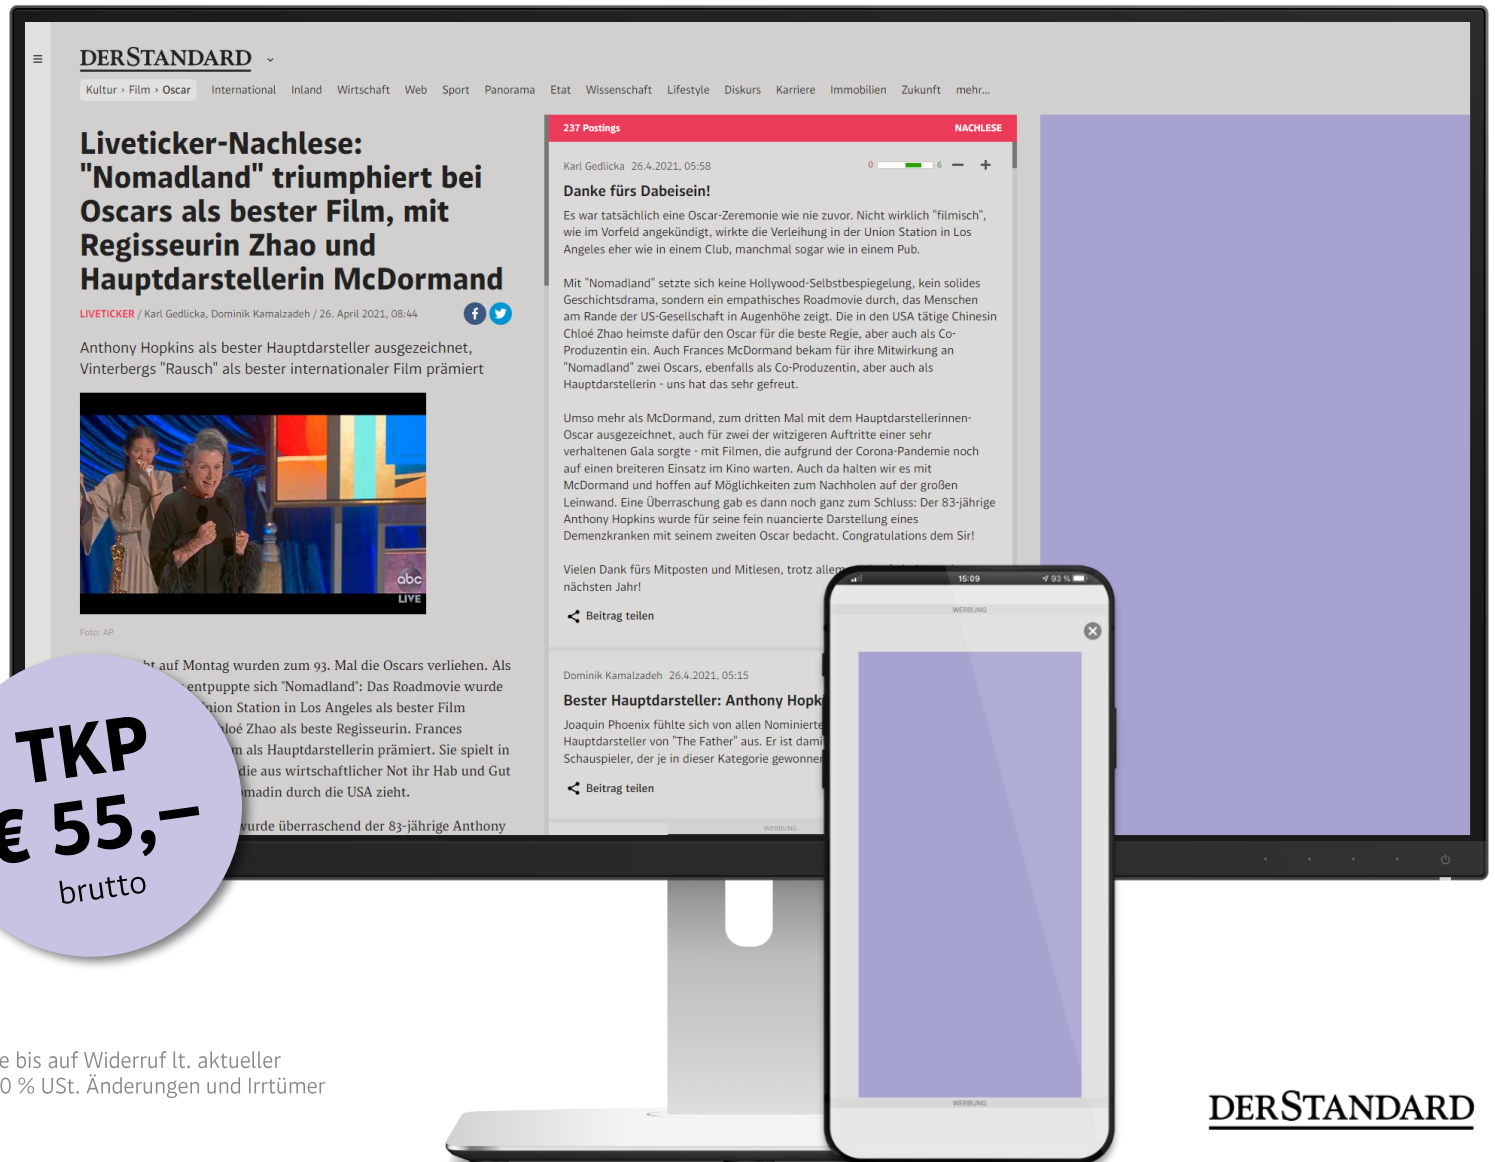 DERSTANDARD
Kultur › Film › Oscar International Inland Wirtschaft Web Sport Panorama Etat Wissenschaft Lifestyle Diskurs Karriere Immobilien Zukunft mehr...
Liveticker-Nachlese:
"Nomadland" triumphiert bei
Oscars als bester Film, mit
Regisseurin Zhao und
Hauptdarstellerin McDormand
LIVETICKER / Karl Gedlicka, Dominik Kamalzadeh / 26. April 2021, 08:44
Anthony Hopkins als bester Hauptdarsteller ausgezeichnet,
Vinterbergs "Rausch" als bester internationaler Film prämiert
abc
LIVE
Foto: AP
auf Montag wurden zum 93. Mal die Oscars verliehen. Als
entpuppte sich "Nomadland": Das Roadmovie wurde
Station in Los Angeles als bester Film
Zhao als beste Regisseurin. Frances
als Hauptdarstellerin prämiert. Sie spielt in
die aus wirtschaftlicher Not ihr Hab und Gut
durch die USA zieht.
wurde überraschend der 83-jährige Anthony
237 Postings NACHLESE
Karl Gedlicka 26.4.2021, 05:58 0 6
Danke fürs Dabeisein!
Es war tatsächlich eine Oscar-Zeremonie wie nie zuvor. Nicht wirklich "filmisch",
wie im Vorfeld angekündigt, wirkte die Verleihung in der Union Station in Los
Angeles eher wie in einem Club, manchmal sogar wie in einem Pub.
Mit "Nomadland" setzte sich keine Hollywood-Selbstbespiegelung, kein solides
Geschichtsdrama, sondern ein empathisches Roadmovie durch, das Menschen
am Rande der US-Gesellschaft in Augenhöhe zeigt. Die in den USA tätige Chinesin
Chloé Zhao heimste dafür den Oscar für die beste Regie, aber auch als Co-
Produzentin ein. Auch Frances McDormand bekam für ihre Mitwirkung an
"Nomadland" zwei Oscars, ebenfalls als Co-Produzentin, aber auch als
Hauptdarstellerin - uns hat das sehr gefreut.
Umso mehr als McDormand, zum dritten Mal mit dem Hauptdarstellerinnen-
Oscar ausgezeichnet, auch für zwei der witzigeren Auftritte einer sehr
verhaltenen Gala sorgte - mit Filmen, die aufgrund der Corona-Pandemie noch
auf einen breiteren Einsatz im Kino warten. Auch da halten wir es mit
McDormand und hoffen auf Möglichkeiten zum Nachholen auf der großen
Leinwand. Eine Überraschung gab es dann noch ganz zum Schluss: Der 83-jährige
Anthony Hopkins wurde für seine fein nuancierte Darstellung eines
Demenzkranken mit seinem zweiten Oscar bedacht. Congratulations dem Sir!
Vielen Dank fürs Mitposten und Mitlesen, trotz allem
nächsten Jahr!
Beitrag teilen
Dominik Kamalzadeh 26.4.2021, 05:15
Bester Hauptdarsteller: Anthony Hopk
Joaquin Phoenix fühlte sich von allen Nominierte
Hauptdarsteller von "The Father" aus. Er ist dami
Schauspieler, der je in dieser Kategorie gewonne
Beitrag teilen
WERBUNG
15:09 93 %
WERBUNG
WERBUNG
TKP
€ 55,–
brutto
e bis auf Widerruf lt. aktueller
0 % USt. Änderungen und Irrtümer
DERSTANDARD